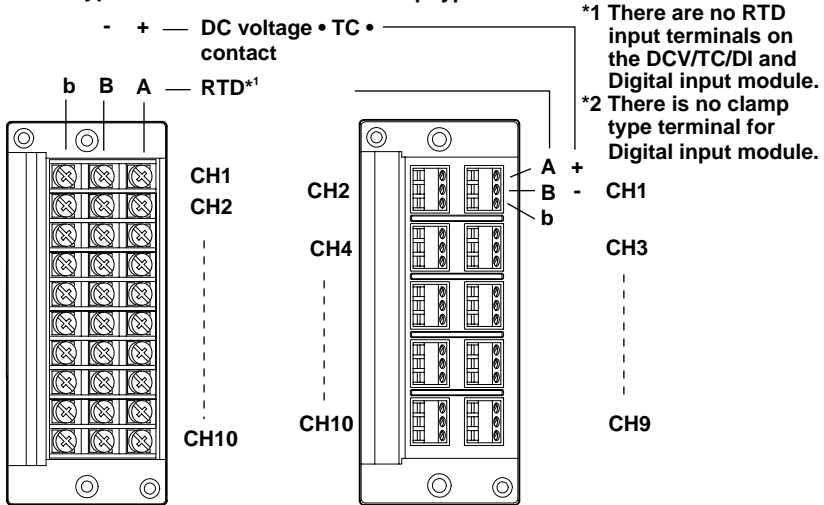 - + DC voltage • TC •
contact
b B A RTD*1
*1 There are no RTD
input terminals on
the DCV/TC/DI and
Digital input module.
*2 There is no clamp
type terminal for
Digital input module.
CH1
CH2
CH10
A +
CH2 B - CH1
b
CH4 CH3
CH10 CH9